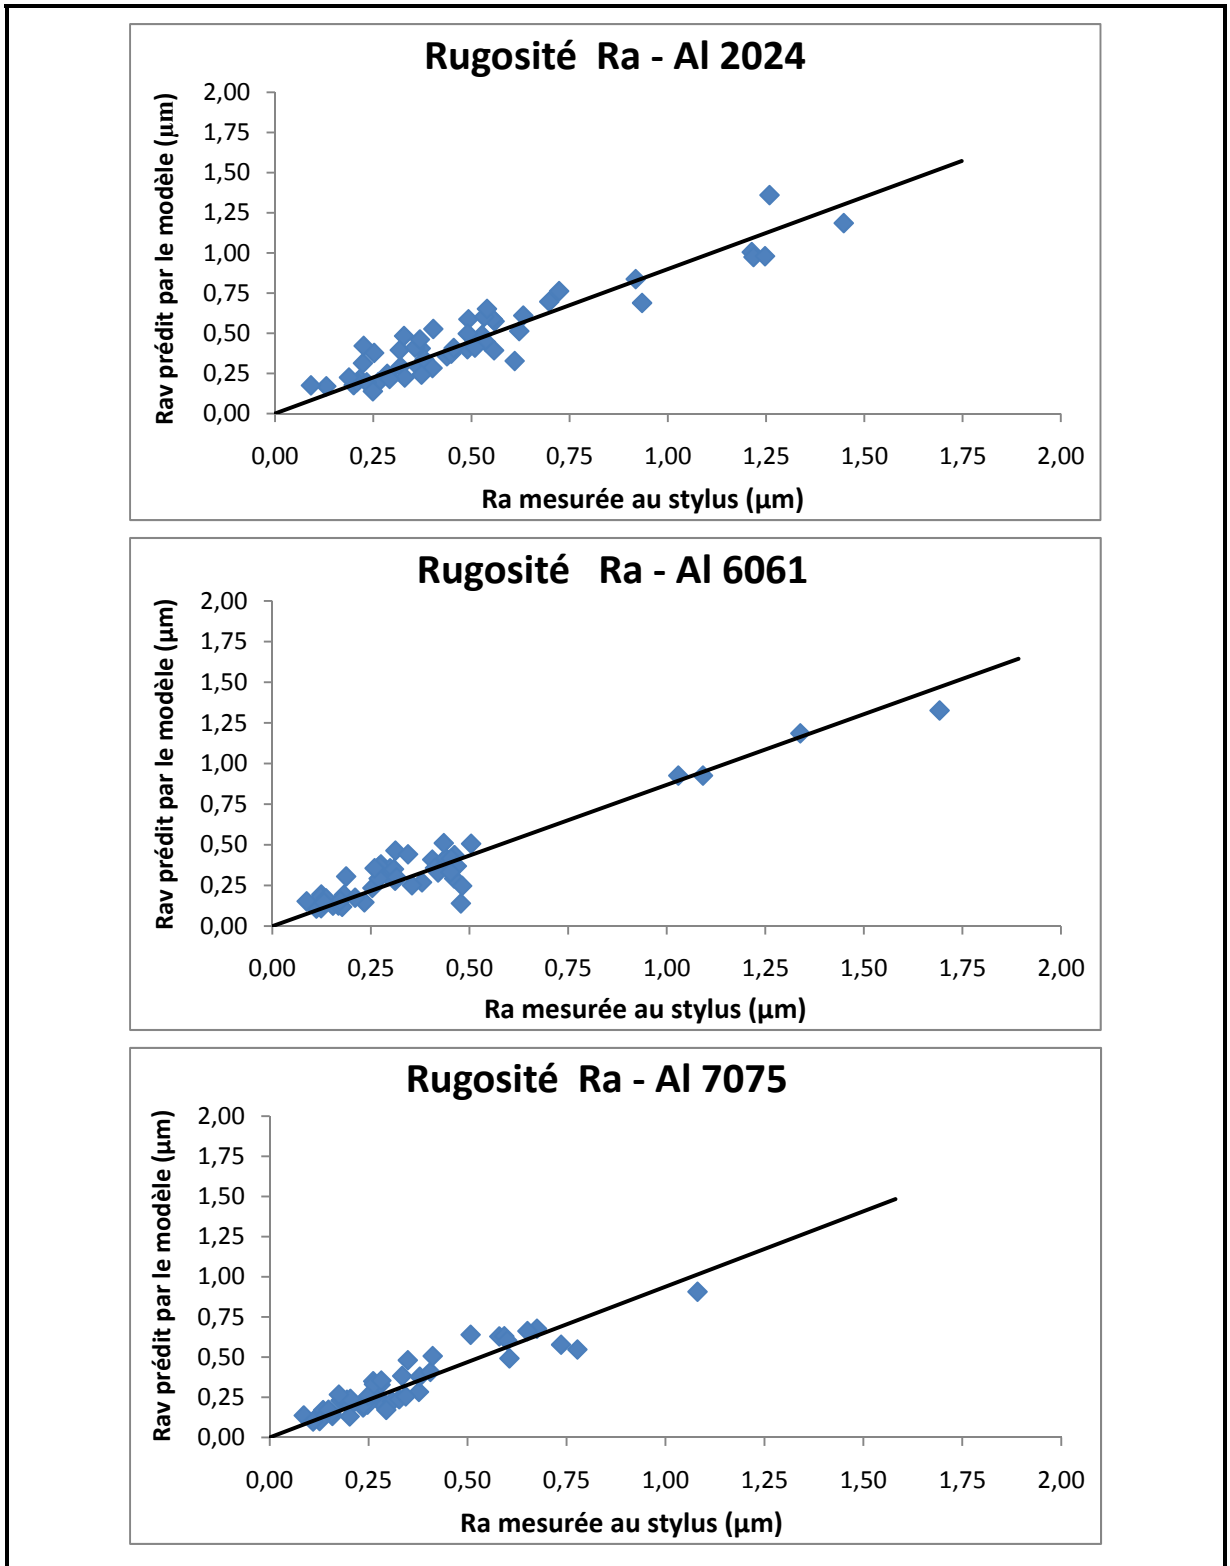 Rugosité Ra - Al 2024
Rav prédit par le modèle (µm)
2,00
1,75
1,50
1,25
1,00
0,75
0,50
0,25
0,00
0,00 0,25 0,50 0,75 1,00 1,25 1,50 1,75 2,00
Ra mesurée au stylus (µm)
Rugosité Ra - Al 6061
Rav prédit par le modèle (µm)
2,00
1,75
1,50
1,25
1,00
0,75
0,50
0,25
0,00
0,00 0,25 0,50 0,75 1,00 1,25 1,50 1,75 2,00
Ra mesurée au stylus (µm)
Rugosité Ra - Al 7075
Rav prédit par le modèle (µm)
2,00
1,75
1,50
1,25
1,00
0,75
0,50
0,25
0,00
0,00 0,25 0,50 0,75 1,00 1,25 1,50 1,75 2,00
Ra mesurée au stylus (µm)